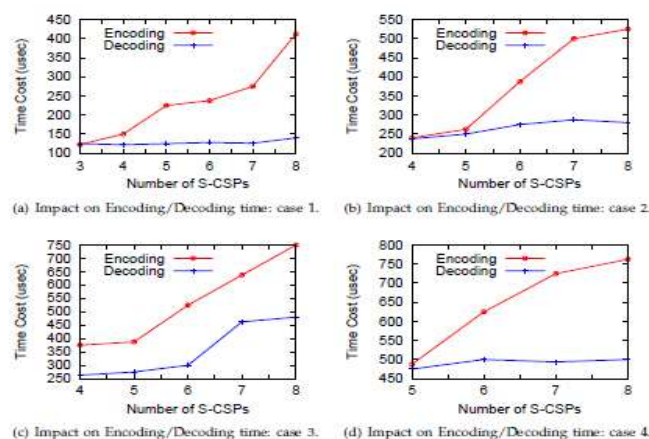 450
400
350
300
250
200
150
100
Time Cost (usec)
Encoding
Decoding
3 4 5 6 7 8
Number of S-CSPs
(a) Impact on Encoding/Decoding time: case 1.
550
500
450
400
350
300
250
200
Time Cost (usec)
Encoding
Decoding
4 5 6 7 8
Number of S-CSPs
(b) Impact on Encoding/Decoding time: case 2.
750
700
650
600
550
500
450
400
350
300
250
Time Cost (usec)
Encoding
Decoding
4 5 6 7 8
Number of S-CSPs
(c) Impact on Encoding/Decoding time: case 3.
800
750
700
650
600
550
500
450
Time Cost (usec)
Encoding
Decoding
5 6 7 8
Number of S-CSPs
(d) Impact on Encoding/Decoding time: case 4.